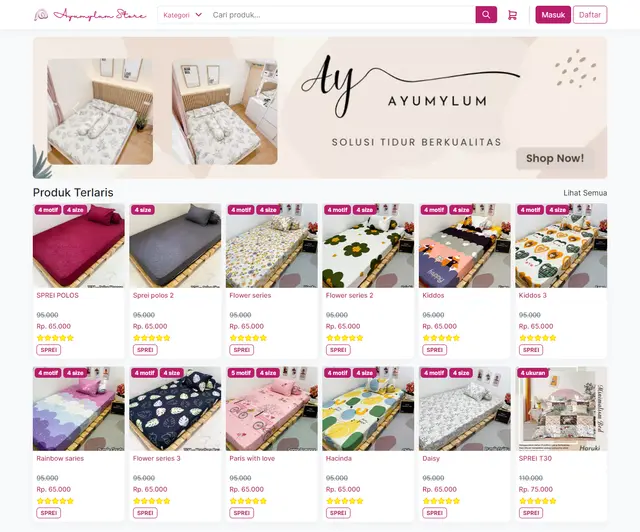 Ayumylum Store
Kategori
Cari produk...
Masuk
Daftar
Ay
AYUMYLUM
SOLUSI TIDUR BERKUALITAS
Shop Now!
Produk Terlaris
Lihat Semua
4 motif 4 size
4 size
4 motif 4 size
4 motif 4 size
4 motif 4 size
4 motif 4 size
SPREI POLOS
Sprei polos 2
Flower series
Flower series 2
Kiddos
Kiddos 3
95.000
95.000
95.000
95.000
95.000
95.000
Rp. 65.000
Rp. 65.000
Rp. 65.000
Rp. 65.000
Rp. 65.000
Rp. 65.000
SPREI
SPREI
SPREI
SPREI
SPREI
SPREI
4 motif 4 size
4 motif 4 size
5 motif 4 size
4 motif 4 size
4 motif 4 size
4 ukuran
Haruki
Rainbow saries
Flower series 3
Paris with love
Hacinda
Daisy
SPREI T30
95.000
95.000
95.000
95.000
95.000
110.000
Rp. 65.000
Rp. 65.000
Rp. 65.000
Rp. 65.000
Rp. 65.000
Rp. 75.000
SPREI
SPREI
SPREI
SPREI
SPREI
SPREI